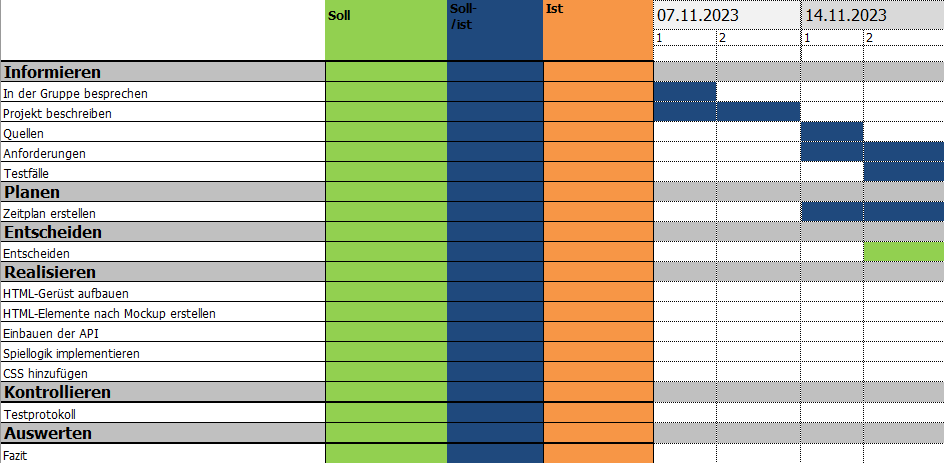 Soll
Soll-
/ist
Ist
07.11.2023
14.11.2023
1
2
1
2
Informieren
In der Gruppe besprechen
Projekt beschreiben
Quellen
Anforderungen
Testfälle
Planen
Zeitplan erstellen
Entscheiden
Entscheiden
Realisieren
HTML-Gerüst aufbauen
HTML-Elemente nach Mockup erstellen
Einbauen der API
Spiellogik implementieren
CSS hinzufügen
Kontrollieren
Testprotokoll
Auswerten
Fazit